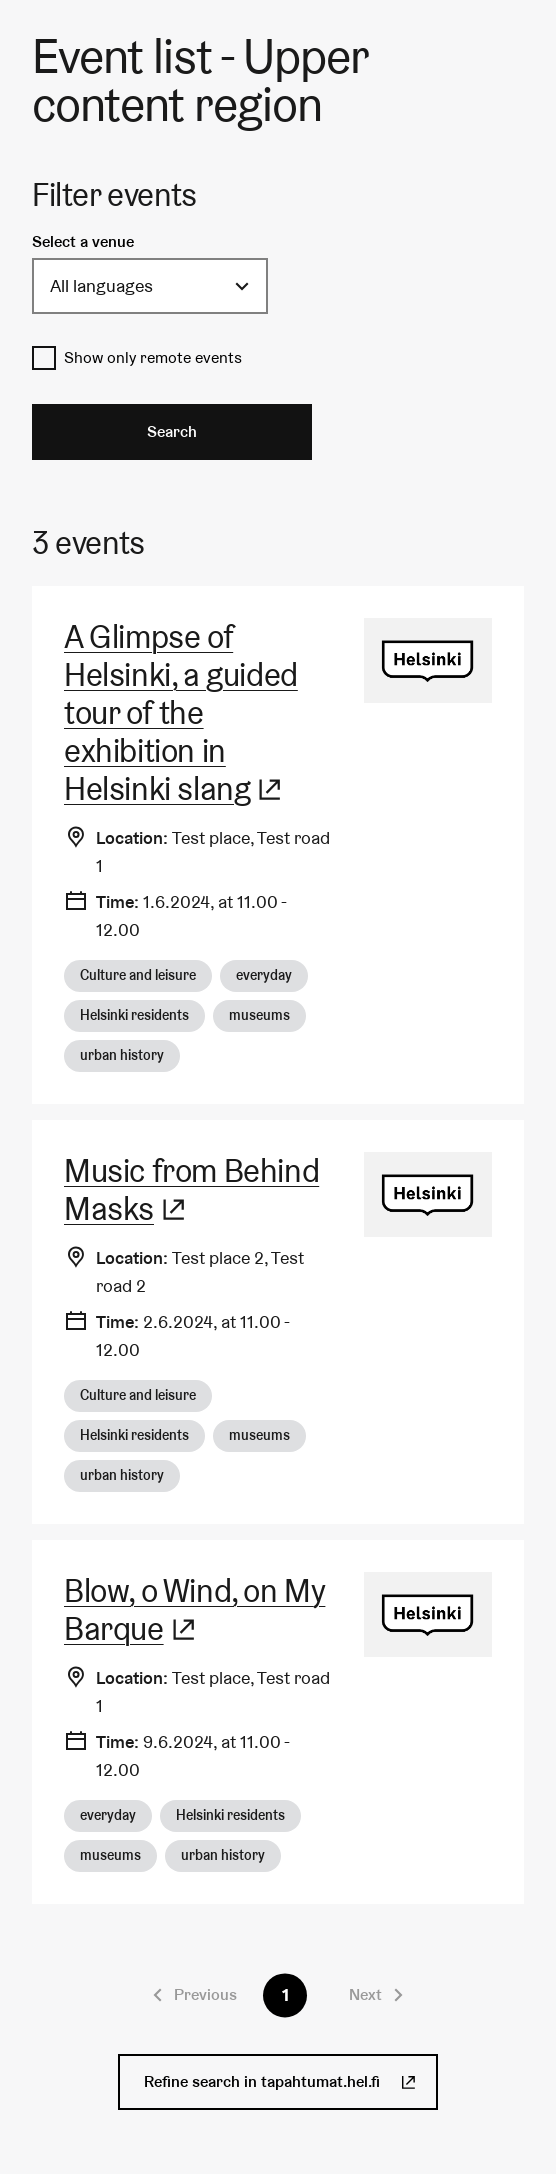 Event list - Upper
content region
Filter events
Select a venue
All languages
Show only remote events
Search
3 events
A Glimpse of
Helsinki, a guided
tour of the
exhibition in
Helsinki slang
Helsinki
Location: Test place, Test road
1
Time: 1.6.2024, at 11.00 -
12.00
Culture and leisure everyday
Helsinki residents museums
urban history
Music from Behind
Masks
Helsinki
Location: Test place 2, Test
road 2
Time: 2.6.2024, at 11.00 -
12.00
Culture and leisure
Helsinki residents museums
urban history
Blow, o Wind, on My
Barque
Helsinki
Location: Test place, Test road
1
Time: 9.6.2024, at 11.00 -
12.00
everyday Helsinki residents
museums urban history
Previous 1 Next
Refine search in tapahtumat.hel.fi